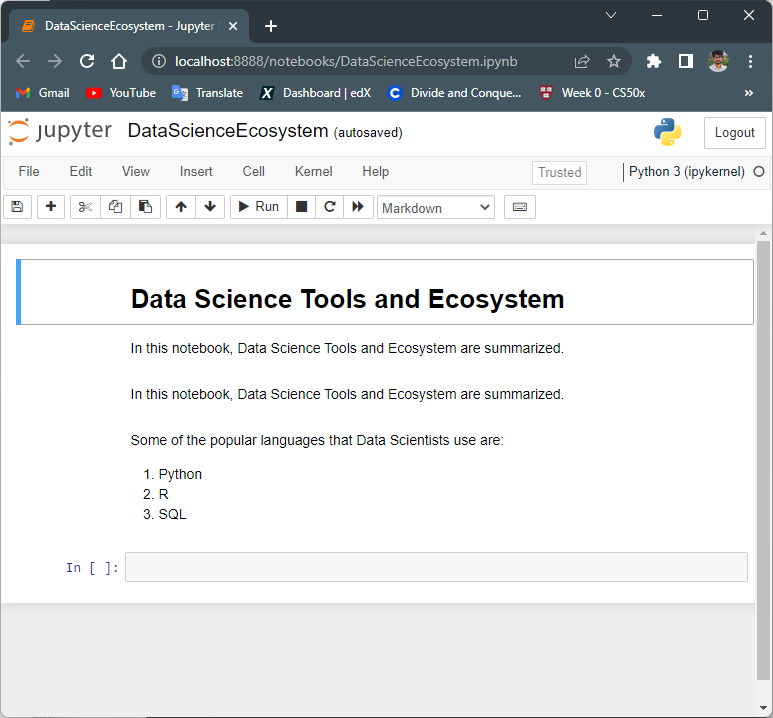 DataScienceEcosystem - Jupyter
localhost:8888/notebooks/DataScienceEcosystem.ipynb
Gmail YouTube Translate Dashboard | edX Divide and Conque... Week 0 - CS50x »
jupyter DataScienceEcosystem (autosaved) Logout
File Edit View Insert Cell Kernel Help Trusted Python 3 (ipykernel)
Run Markdown
Data Science Tools and Ecosystem
In this notebook, Data Science Tools and Ecosystem are summarized.
In this notebook, Data Science Tools and Ecosystem are summarized.
Some of the popular languages that Data Scientists use are:
1. Python
2. R
3. SQL
In [ ]: